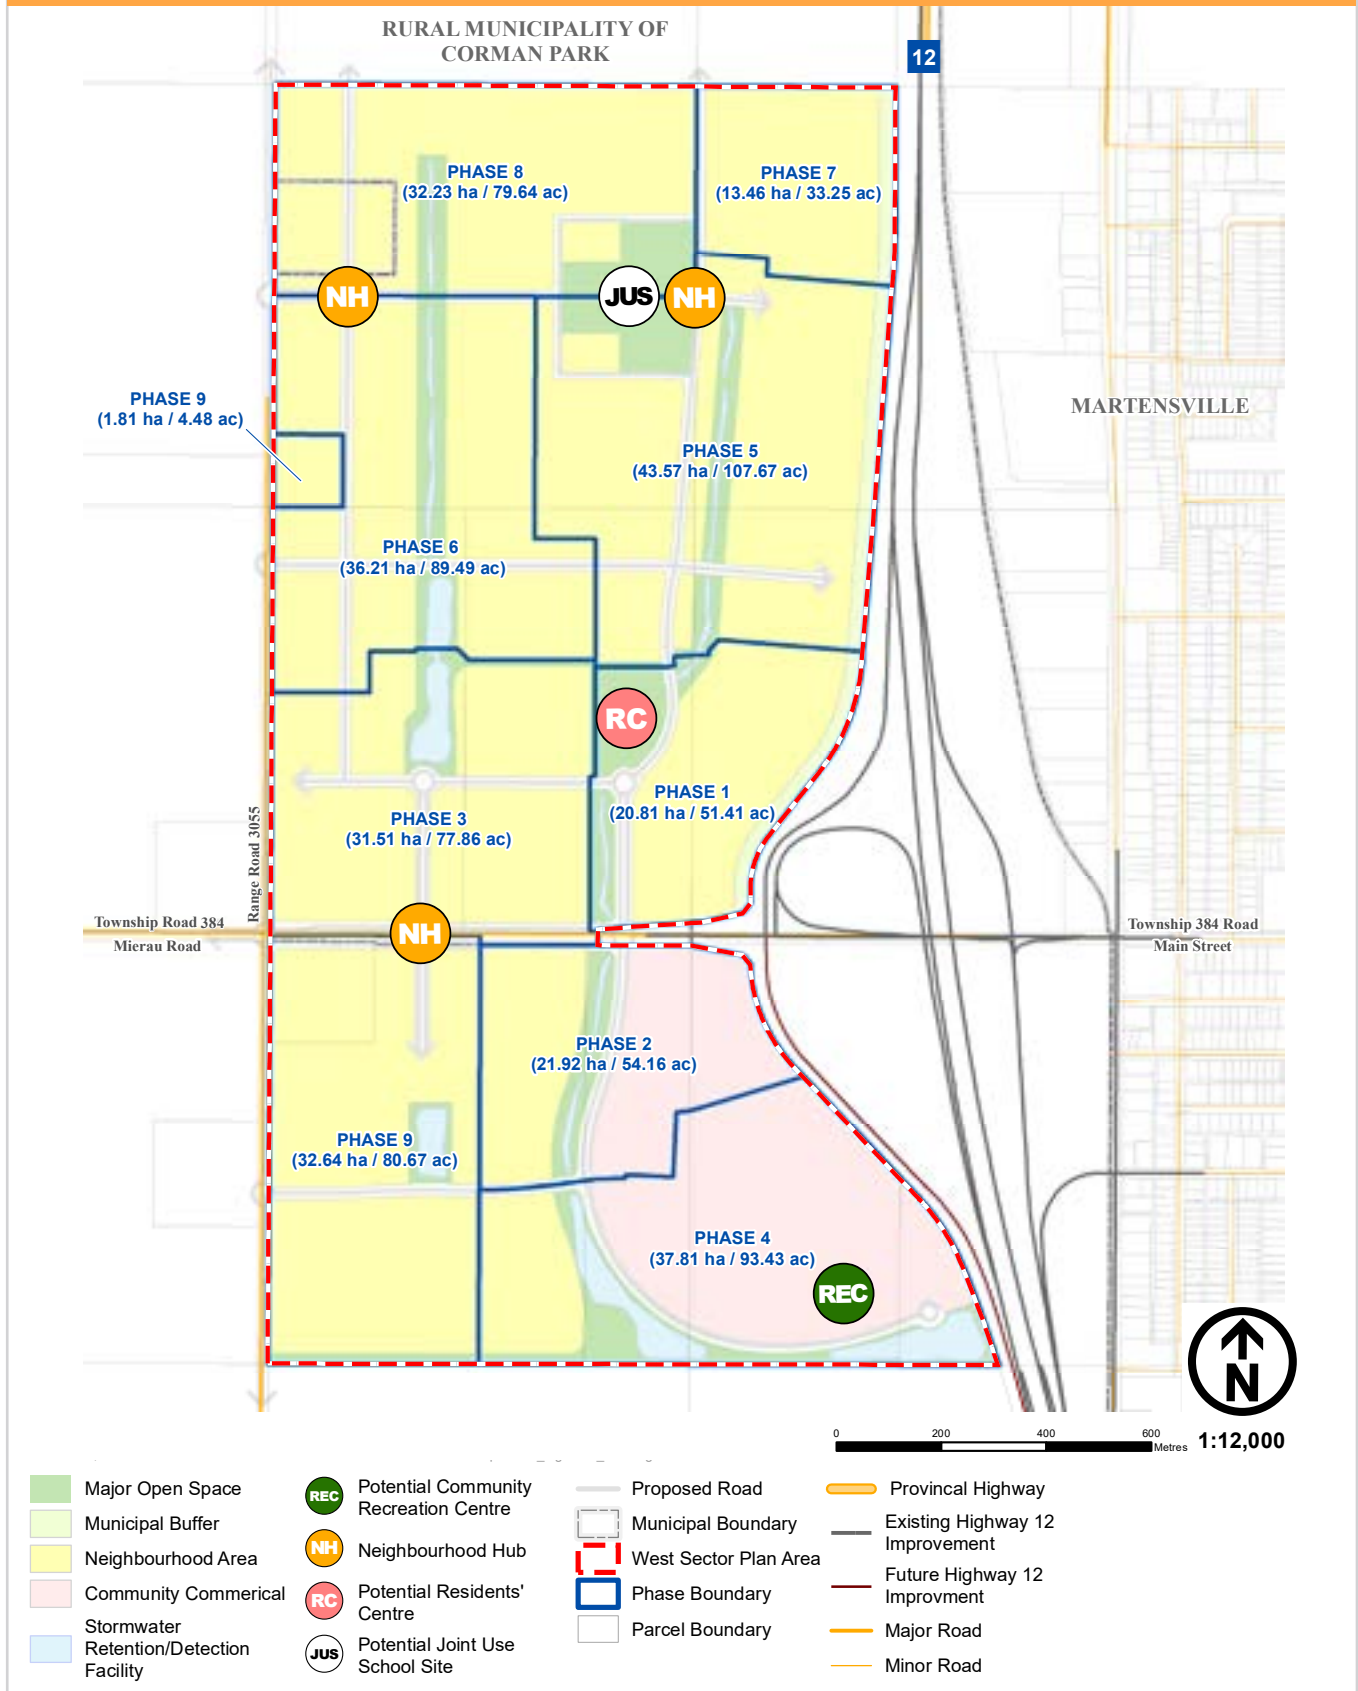 RURAL MUNICIPALITY OF
CORMAN PARK
12
PHASE 8
(32.23 ha / 79.64 ac)
PHASE 7
(13.46 ha / 33.25 ac)
NH
JUS
NH
PHASE 9
(1.81 ha / 4.48 ac)
MARTENSVILLE
PHASE 5
(43.57 ha / 107.67 ac)
PHASE 6
(36.21 ha / 89.49 ac)
RC
PHASE 1
(20.81 ha / 51.41 ac)
PHASE 3
(31.51 ha / 77.86 ac)
Range Road 3055
Township Road 384
Mierau Road
NH
Township 384 Road
Main Street
PHASE 2
(21.92 ha / 54.16 ac)
PHASE 9
(32.64 ha / 80.67 ac)
PHASE 4
(37.81 ha / 93.43 ac)
REC
N
0 200 400 600
Metres
1:12,000
Major Open Space
Municipal Buffer
Neighbourhood Area
Community Commerical
Stormwater
Retention/Detection
Facility
REC
Potential Community
Recreation Centre
NH
Neighbourhood Hub
RC
Potential Residents'
Centre
JUS
Potential Joint Use
School Site
Proposed Road
Municipal Boundary
West Sector Plan Area
Phase Boundary
Parcel Boundary
Provincal Highway
Existing Highway 12
Improvement
Future Highway 12
Improvment
Major Road
Minor Road